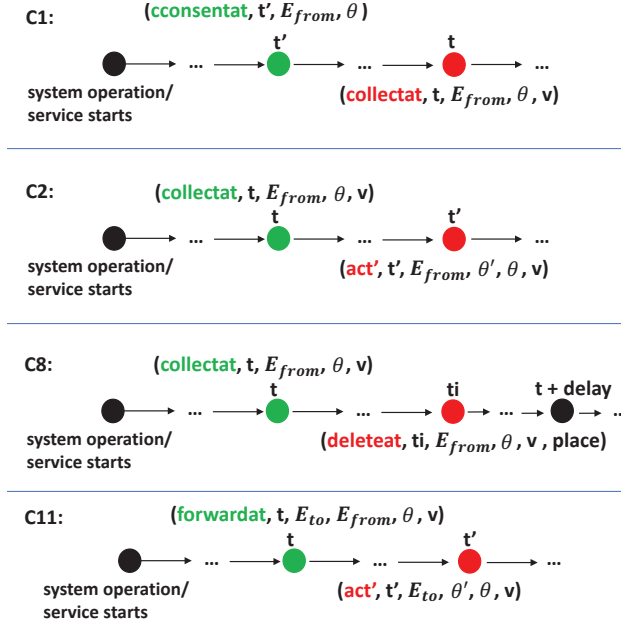 C1:
(cconsentat, t', E_from, θ )
t'
t
... ... ...
system operation/
service starts
(collectat, t, E_from, θ , v)
C2:
(collectat, t, E_from, θ, v)
t
t'
... ... ...
system operation/
service starts
(act', t', E_from, θ', θ, v)
C8:
(collectat, t, E_from, θ, v)
t
ti
t + delay
... ... ... ...
system operation/
service starts
(deleteat, ti, E_from, θ, v , place)
C11:
(forwardat, t, E_to, E_from, θ, v)
t
t'
... ... ...
system operation/
service starts
(act', t', E_to, θ', θ, v)